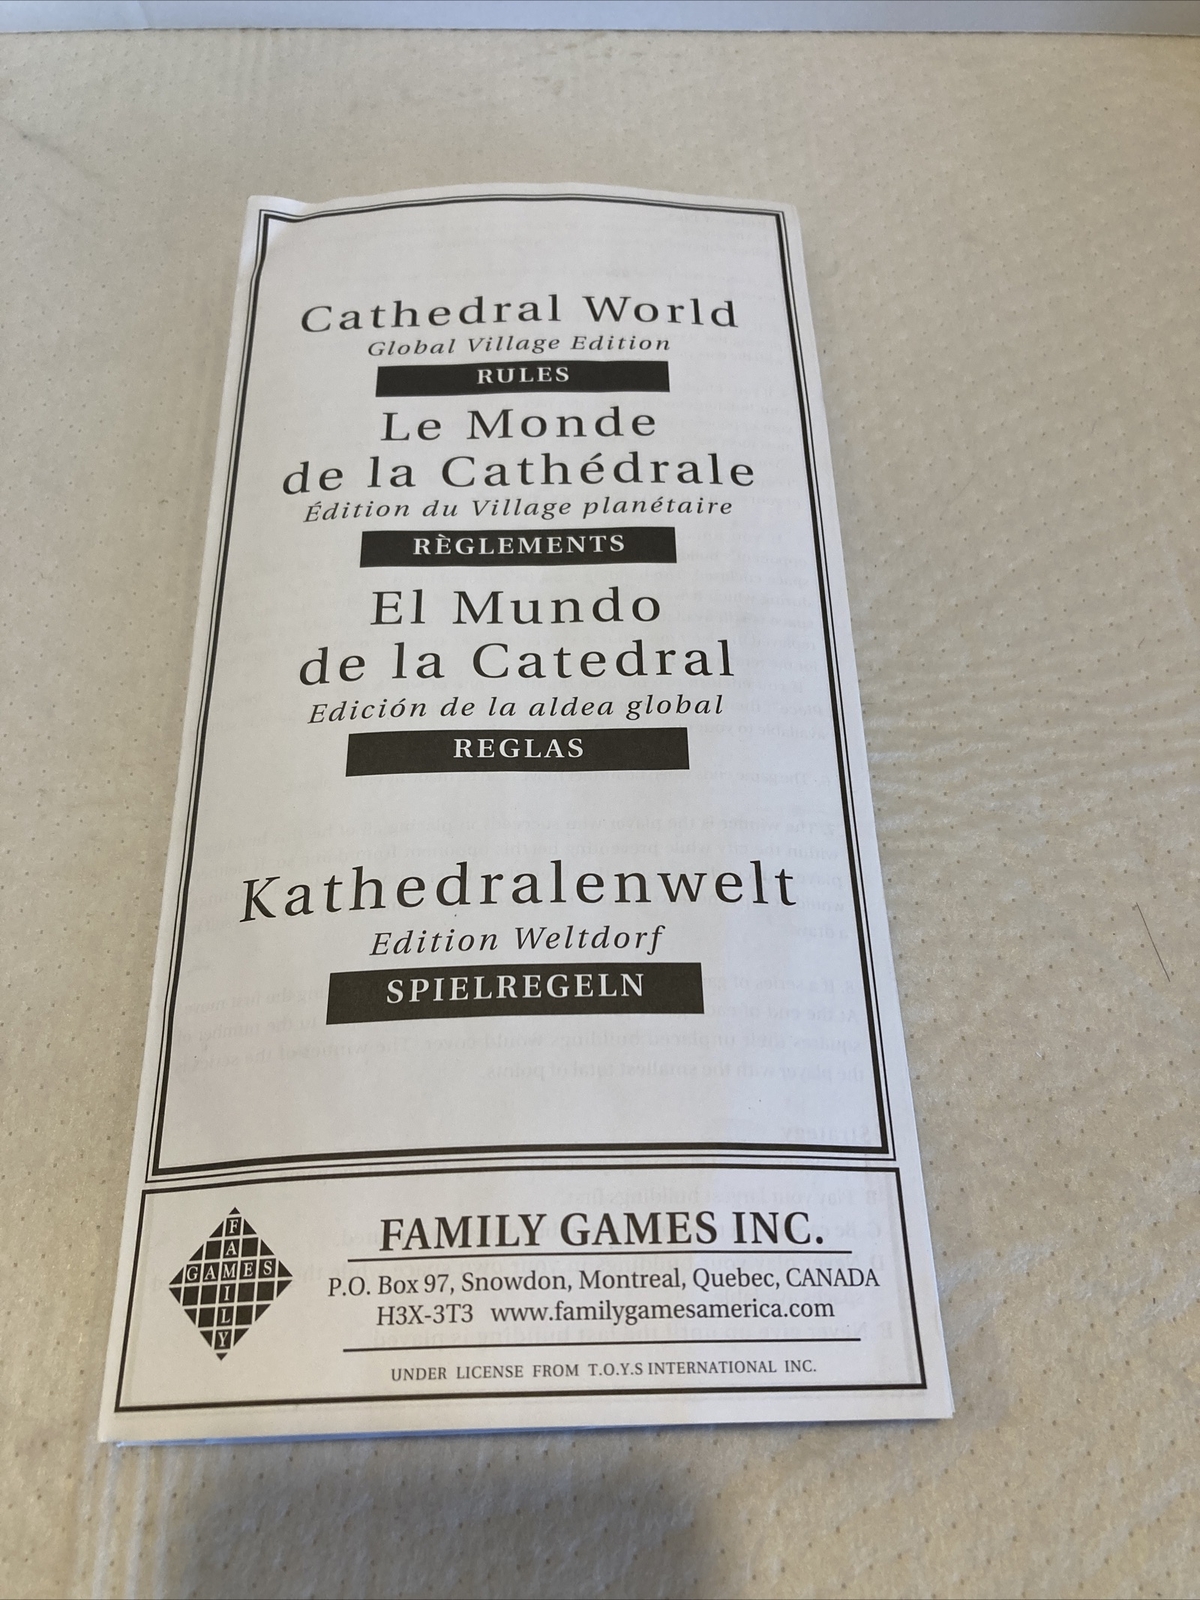 Cathedral World
Global Village Edition
RULES
Le Monde
de la Cathédrale
Édition du Village planétaire
RÈGLEMENTS
El Mundo
de la Catedral
Edición de la aldea global
REGLAS
Kathedralenwelt
Edition Weltdorf
SPIELREGELN
FAMILY
GAMES
FAMILY GAMES INC.
P.O. Box 97, Snowdon, Montreal, Quebec, CANADA
H3X-3T3 www.familygamesamerica.com
UNDER LICENSE FROM T.O.Y.S INTERNATIONAL INC.